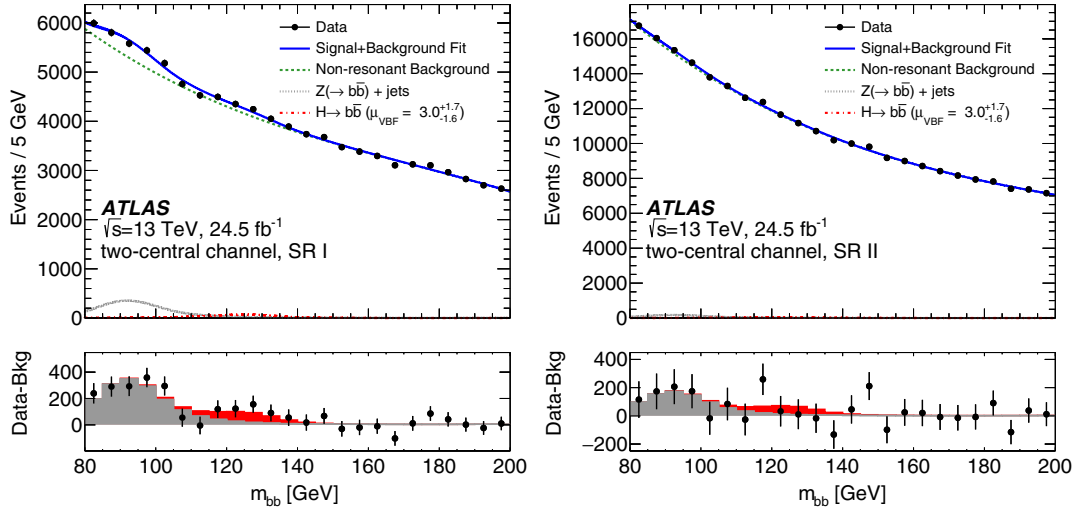 Events / 5 GeV
6000
5000
4000
3000
2000
1000
0
Data
Signal+Background Fit
Non-resonant Background
Z(→ bb̄) + jets
H→ bb̄ (μ_VBF = 3.0 +1.7 -1.6)
ATLAS
√s=13 TeV, 24.5 fb⁻¹
two-central channel, SR I
Data-Bkg
400
200
0
80 100 120 140 160 180 200
m_bb [GeV]
Events / 5 GeV
16000
14000
12000
10000
8000
6000
4000
2000
0
Data
Signal+Background Fit
Non-resonant Background
Z(→ bb̄) + jets
H→ bb̄ (μ_VBF = 3.0 +1.7 -1.6)
ATLAS
√s=13 TeV, 24.5 fb⁻¹
two-central channel, SR II
Data-Bkg
400
200
0
−200
80 100 120 140 160 180 200
m_bb [GeV]